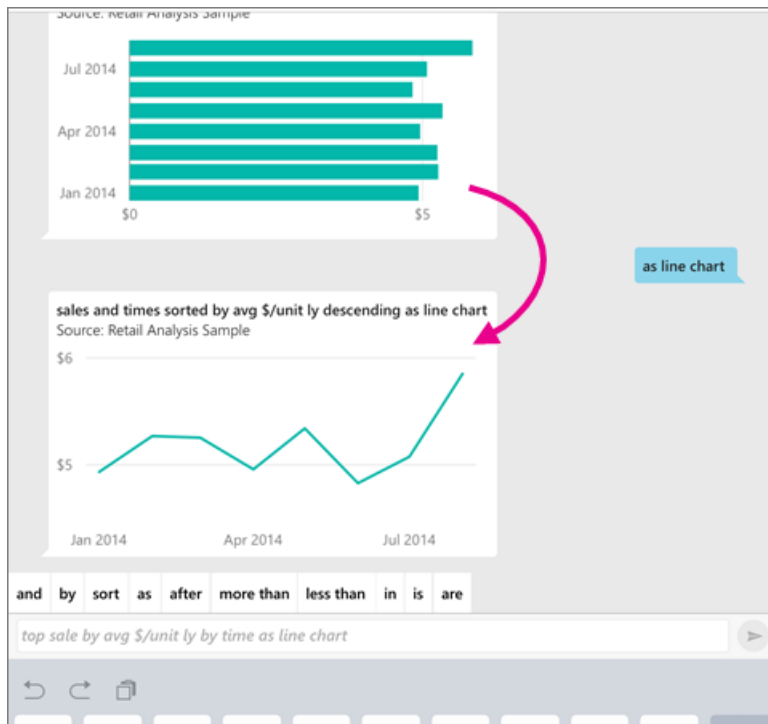 Source: Retail Analysis Sample
Jul 2014
Apr 2014
Jan 2014
$0 $5
as line chart
sales and times sorted by avg $/unit ly descending as line chart
Source: Retail Analysis Sample
$6
$5
Jan 2014 Apr 2014 Jul 2014
and by sort as after more than less than in is are
top sale by avg $/unit ly by time as line chart